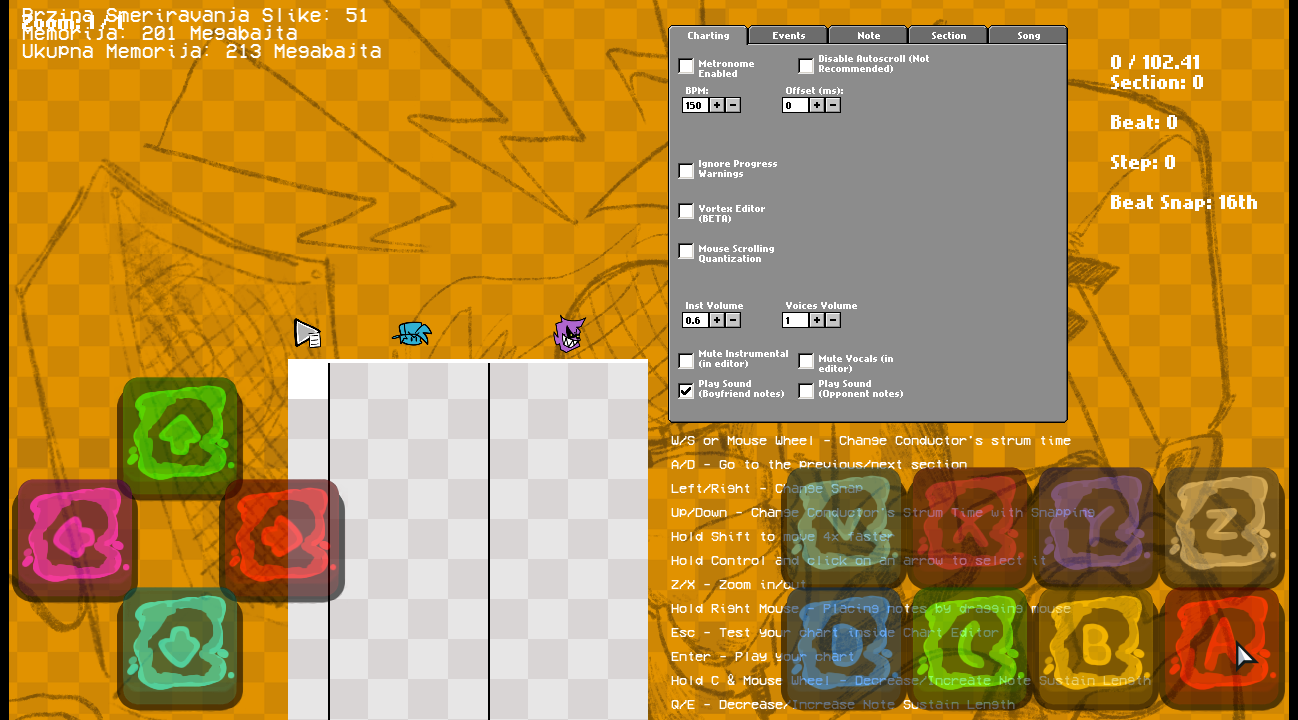 Brzina Smeriravanja Slike: 51
Zoom: 1 / 1
Memorija: 201 Megabajta
Ukupna Memorija: 213 Megabajta
Charting
Events
Note
Section
Song
Metronome
Enabled
Disable Autoscroll (Not
Recommended)
BPM:
Offset (ms):
150 + -
0 + -
Ignore Progress
Warnings
Vortex Editor
(BETA)
Mouse Scrolling
Quantization
Inst Volume
Voices Volume
0.6 + -
1 + -
Mute Instrumental
(in editor)
Mute Vocals (in
editor)
Play Sound
(Boyfriend notes)
Play Sound
(Opponent notes)
0 / 102.41
Section: 0
Beat: 0
Step: 0
Beat Snap: 16th
W/S or Mouse Wheel - Change Conductor's strum time
A/D - Go to the previous/next section
Left/Right - Change Snap
Up/Down - Change Conductor's Strum Time with Snapping
Hold Shift to move 4x faster
Hold Control and click on an arrow to select it
Z/X - Zoom in/out
Hold Right Mouse - Placing notes by dragging mouse
Esc - Test your chart inside Chart Editor
Enter - Play your chart
Hold C & Mouse Wheel - Decrease/Increate Note Sustain Length
Q/E - Decrease/Increase Note Sustain Length
V X Y Z
D C B A